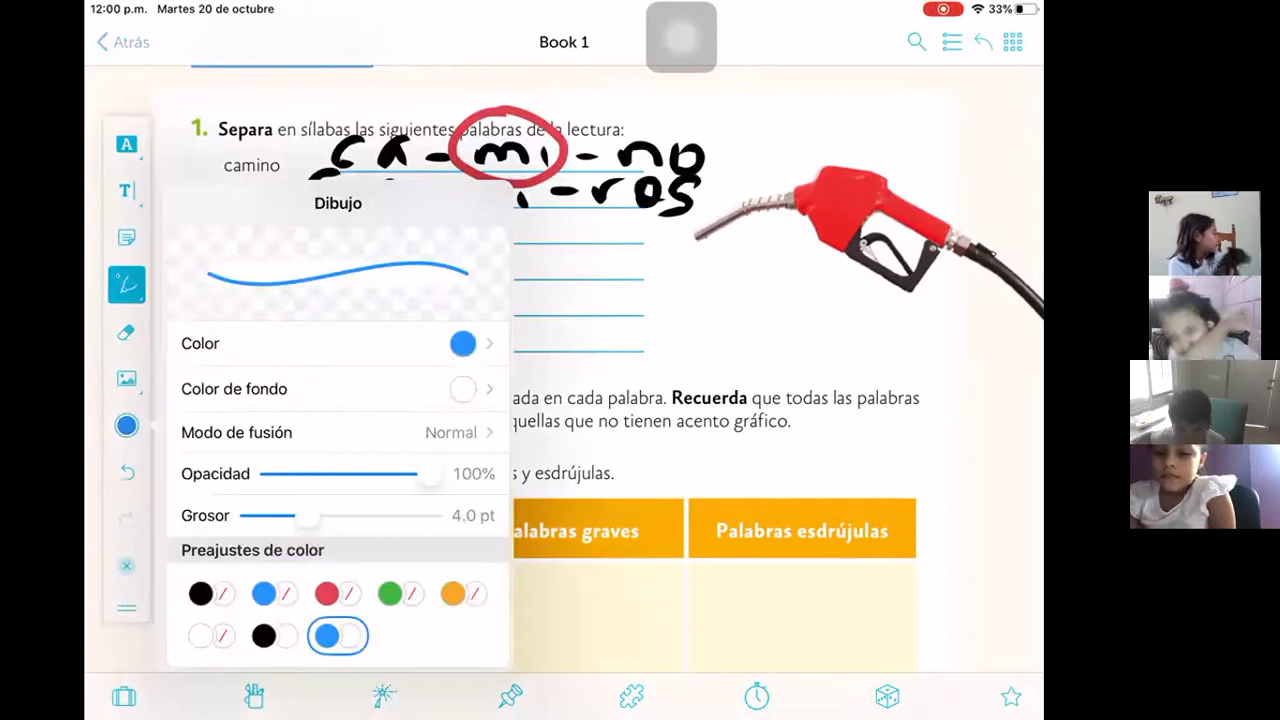 12:00 p.m. Martes 20 de octubre
33%
Atrás
Book 1
1. Separa en sílabas las siguientes palabras de la lectura:
camino ca - mi - no
- ros
Dibujo
Color
Color de fondo
ada en cada palabra. Recuerda que todas las palabras
quellas que no tienen acento gráfico.
Modo de fusión Normal
Opacidad 100%
s y esdrújulas.
Grosor 4.0 pt
alabras graves
Palabras esdrújulas
Preajustes de color